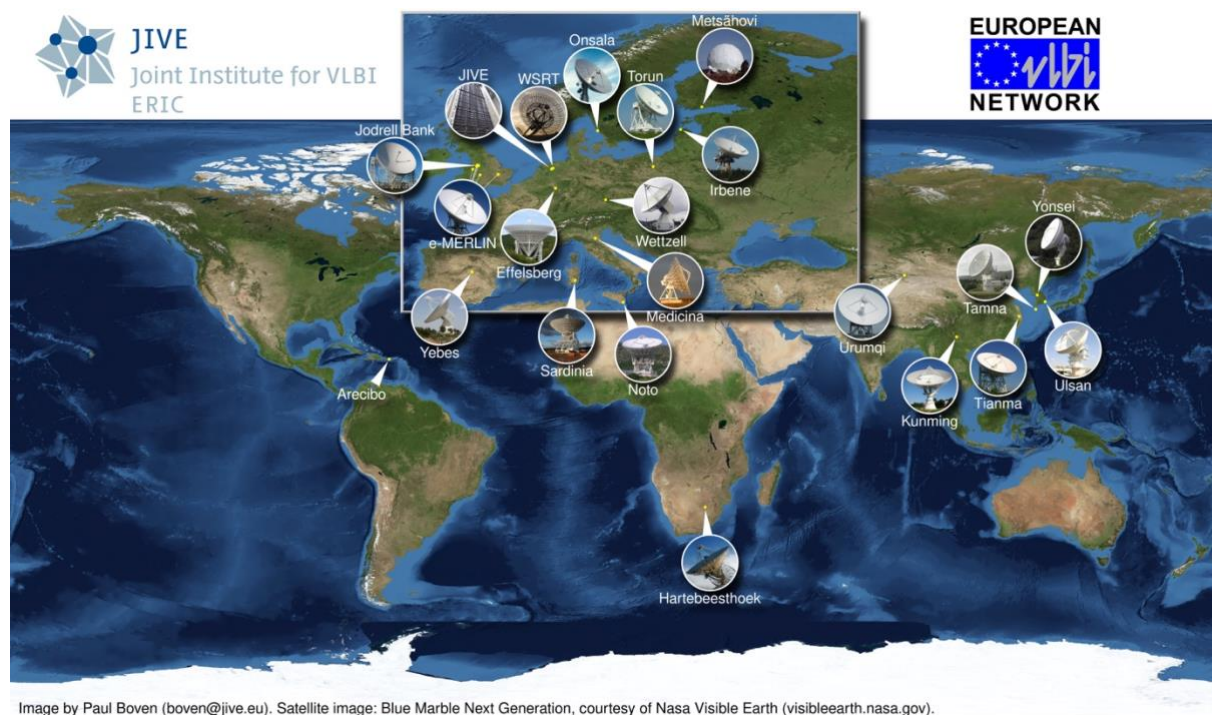 JIVE
Joint Institute for VLBI
ERIC
EUROPEAN
vlbi
NETWORK
Metsähovi
Onsala
JIVE
WSRT
Torun
Jodrell Bank
Irbene
e-MERLIN
Effelsberg
Wettzell
Yonsei
Tamna
Medicina
Yebes
Sardinia
Noto
Urumqi
Ulsan
Arecibo
Kunming
Tianma
Hartebeesthoek
Image by Paul Boven (boven@jive.eu). Satellite image: Blue Marble Next Generation, courtesy of Nasa Visible Earth (visibleearth.nasa.gov).